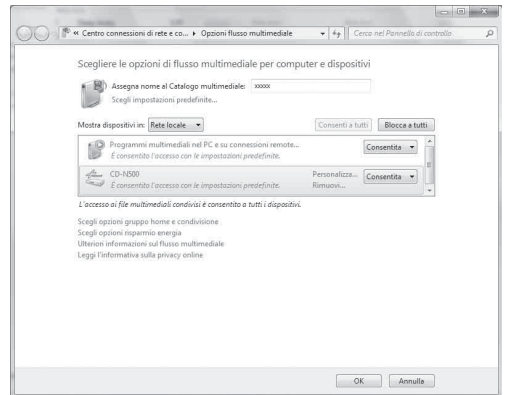 « Centro connessioni di rete e co... ▸ Opzioni flusso multimediale
Cerca nel Pannello di controllo
Scegliere le opzioni di flusso multimediale per computer e dispositivi
Assegna nome al Catalogo multimediale: xxxxx
Scegli impostazioni predefinite...
Mostra dispositivi in: Rete locale Consenti a tutti Blocca a tutti
Programmi multimediali nel PC e su connessioni remote... Consentita
È consentito l'accesso con le impostazioni predefinite.
CD-N500 Personalizza... Consentita
È consentito l'accesso con le impostazioni predefinite. Rimuovi...
L'accesso ai file multimediali condivisi è consentito a tutti i dispositivi.
Scegli opzioni gruppo home e condivisione
Scegli opzioni risparmio energia
Ulteriori informazioni sul flusso multimediale
Leggi l'informativa sulla privacy online
OK Annulla